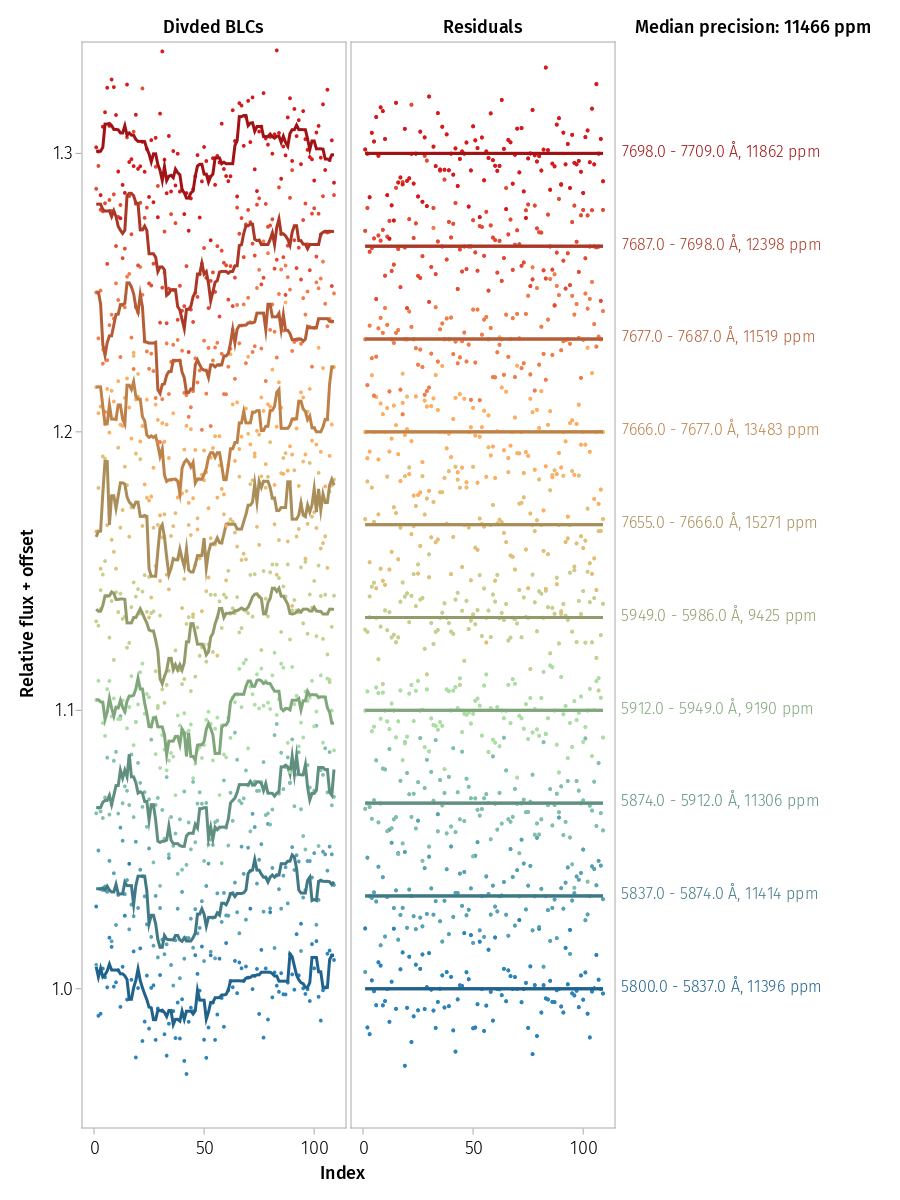 Divded BLCs
Residuals
Median precision: 11466 ppm
1.3
7698.0 - 7709.0 Å, 11862 ppm
7687.0 - 7698.0 Å, 12398 ppm
7677.0 - 7687.0 Å, 11519 ppm
1.2
7666.0 - 7677.0 Å, 13483 ppm
7655.0 - 7666.0 Å, 15271 ppm
Relative flux + offset
5949.0 - 5986.0 Å, 9425 ppm
1.1
5912.0 - 5949.0 Å, 9190 ppm
5874.0 - 5912.0 Å, 11306 ppm
5837.0 - 5874.0 Å, 11414 ppm
1.0
5800.0 - 5837.0 Å, 11396 ppm
0 50 100 0 50 100
Index